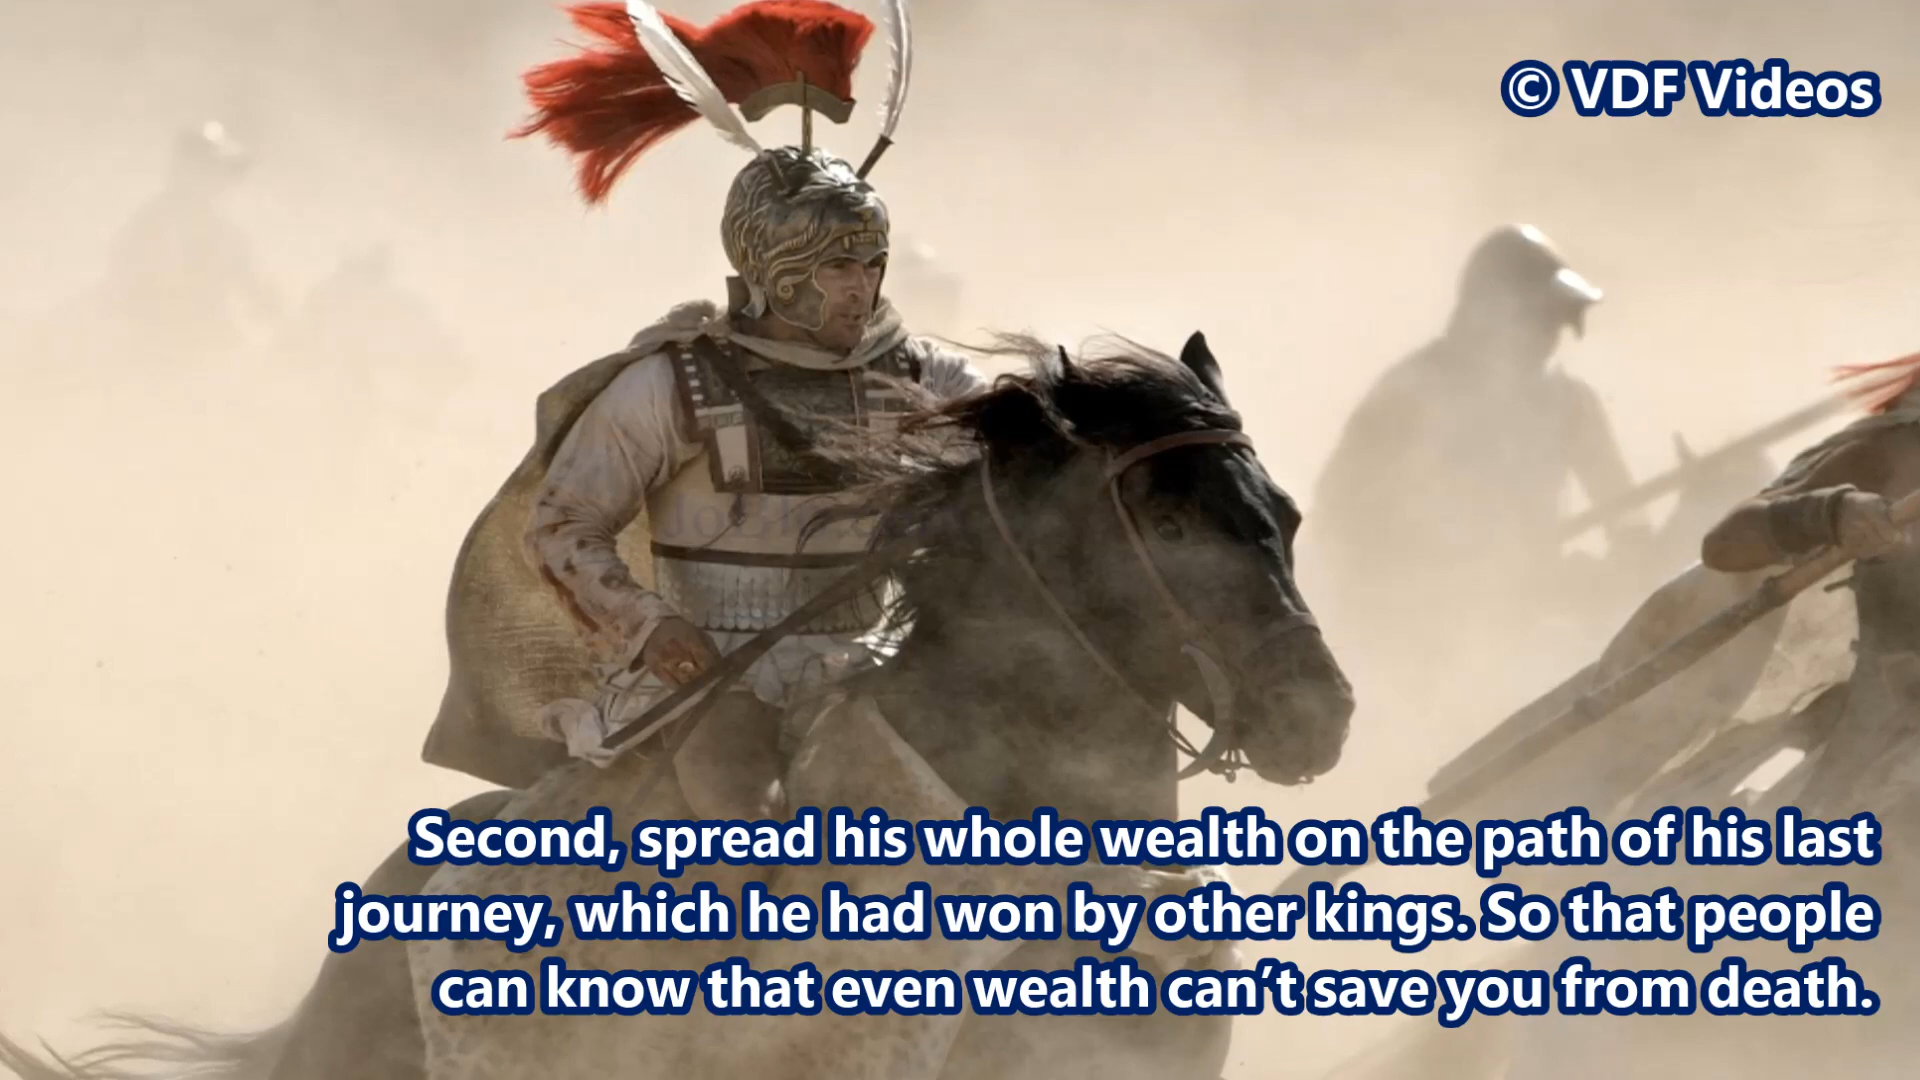 © VDF Videos
Second, spread his whole wealth on the path of his last
journey, which he had won by other kings. So that people
can know that even wealth can’t save you from death.